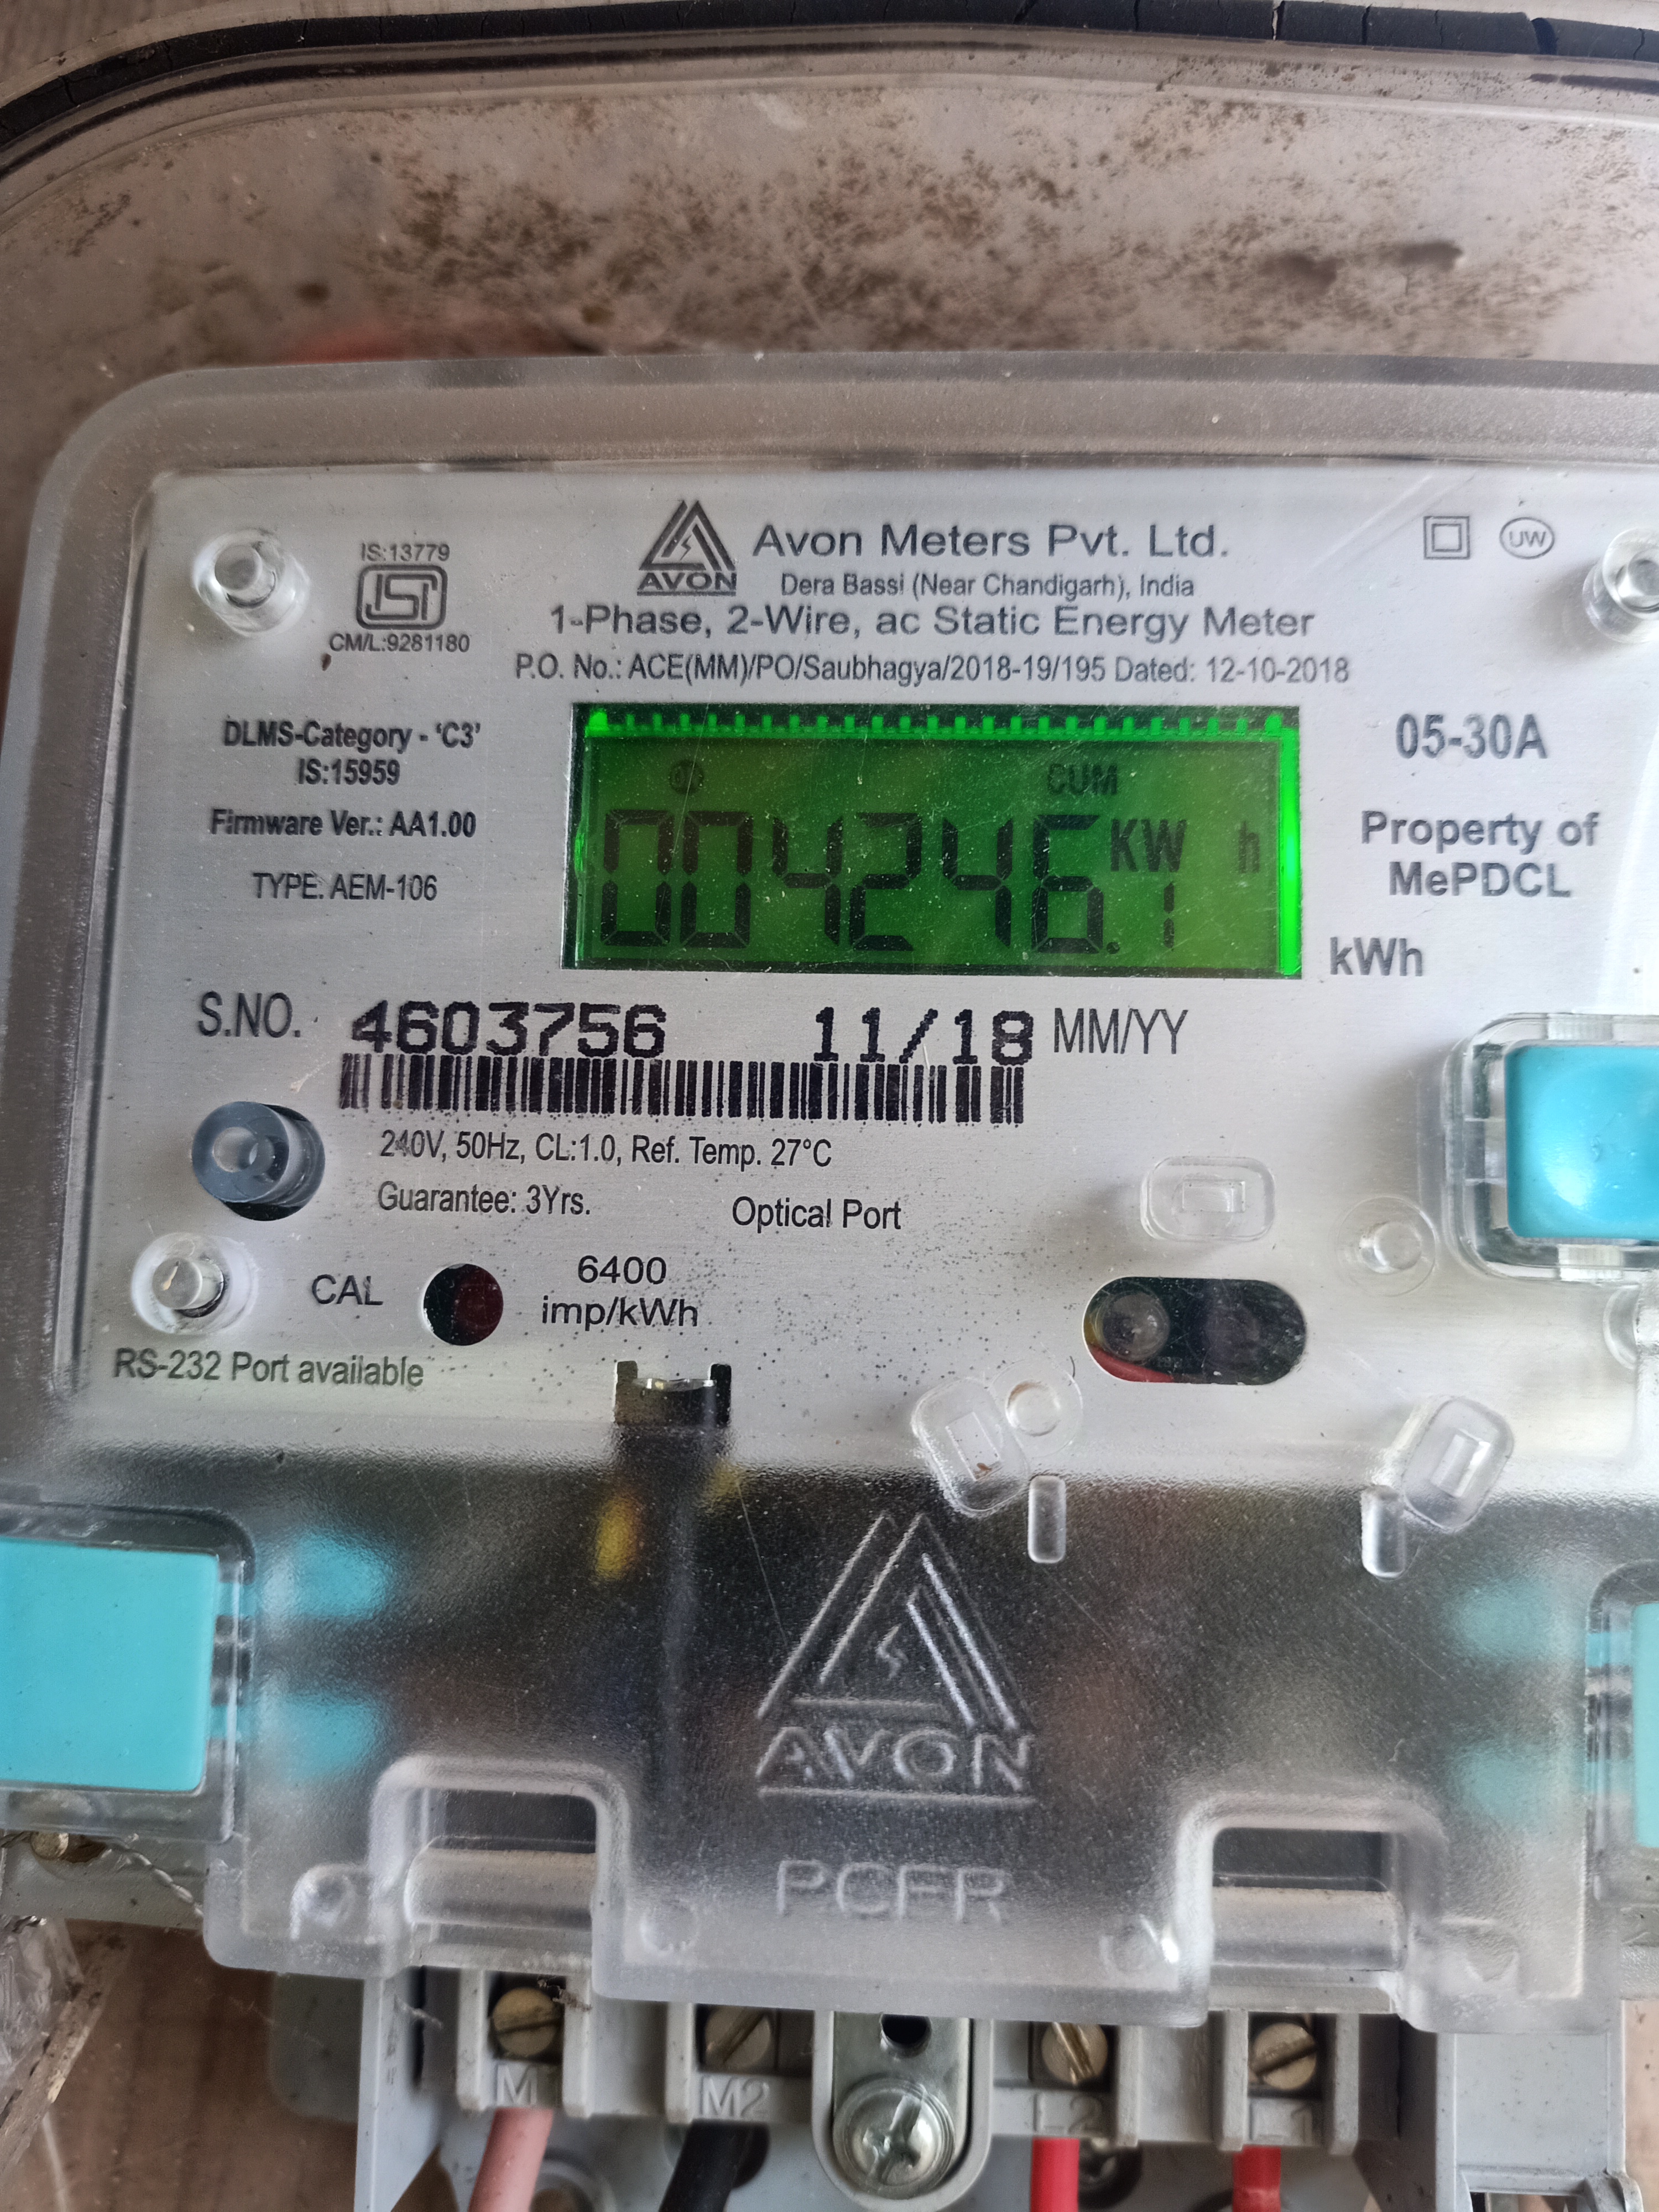 IS:13779
ISI
CM/L:9281180
AVON
Avon Meters Pvt. Ltd.
Dera Bassi (Near Chandigarh), India
1-Phase, 2-Wire, ac Static Energy Meter
P.O. No.: ACE(MM)/PO/Saubhagya/2018-19/195 Dated: 12-10-2018
UW
DLMS-Category - ‘C3’
IS:15959
Firmware Ver.: AA1.00
TYPE: AEM-106
CUM
004246.1 KW h
05-30A
Property of
MePDCL
kWh
S.NO. 4603756 11/18 MM/YY
240V, 50Hz, CL:1.0, Ref. Temp. 27°C
Guarantee: 3Yrs.
Optical Port
CAL
6400
imp/kWh
RS-232 Port available
AVON
PCFR
M2
L2